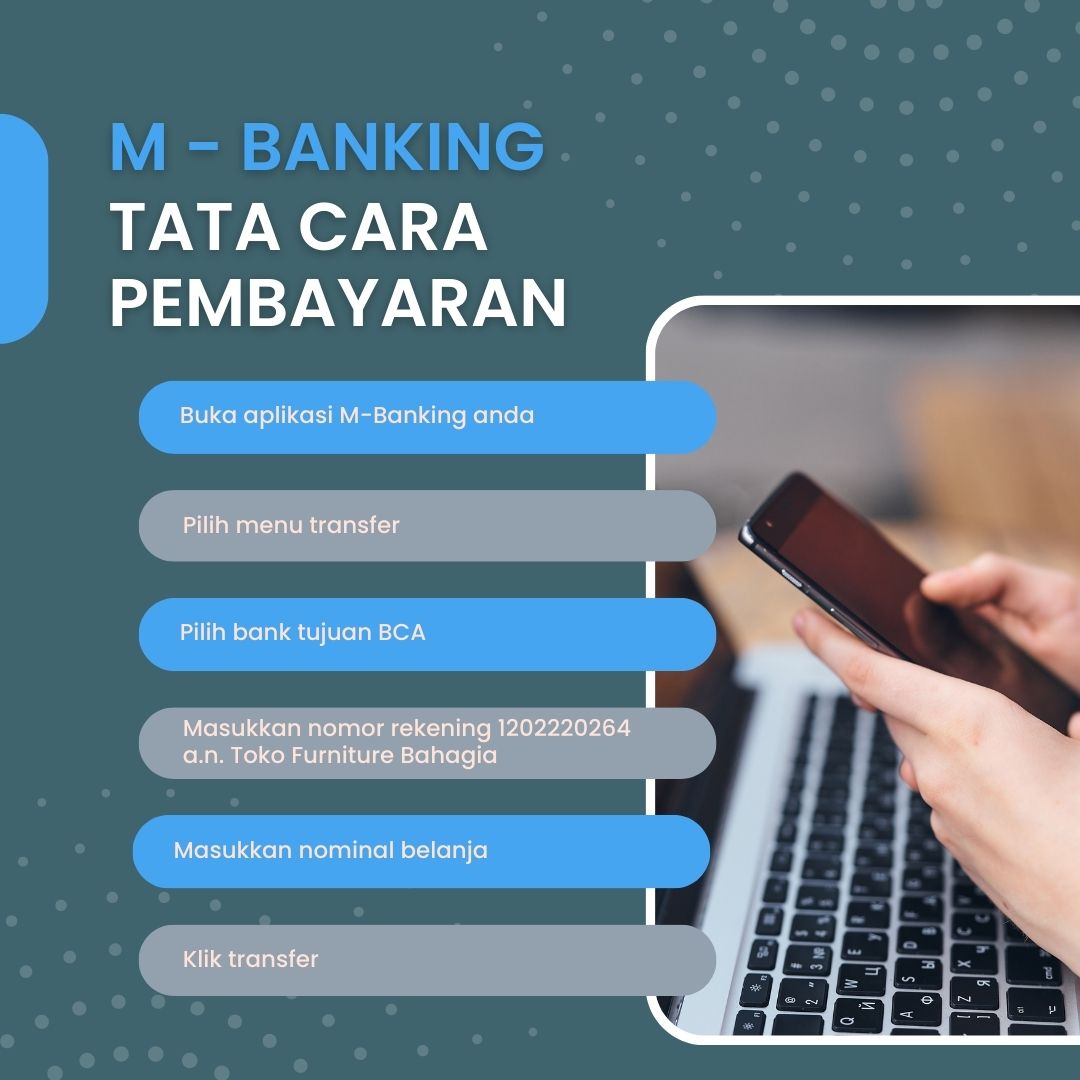 M - BANKING
TATA CARA
PEMBAYARAN
Buka aplikasi M-Banking anda
Pilih menu transfer
Pilih bank tujuan BCA
Masukkan nomor rekening 1202220264
a.n. Toko Furniture Bahagia
Masukkan nominal belanja
Klik transfer